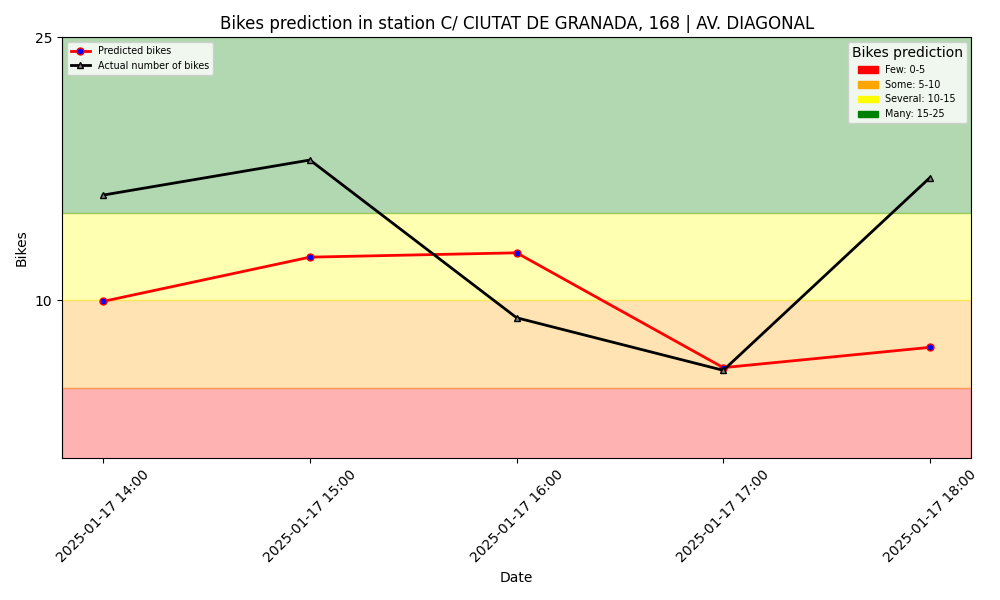 Bikes prediction in station C/ CIUTAT DE GRANADA, 168 | AV. DIAGONAL
25
Predicted bikes
Actual number of bikes
Bikes prediction
Few: 0-5
Some: 5-10
Several: 10-15
Many: 15-25
Bikes
10
2025-01-17 14:00
2025-01-17 15:00
2025-01-17 16:00
2025-01-17 17:00
2025-01-17 18:00
Date